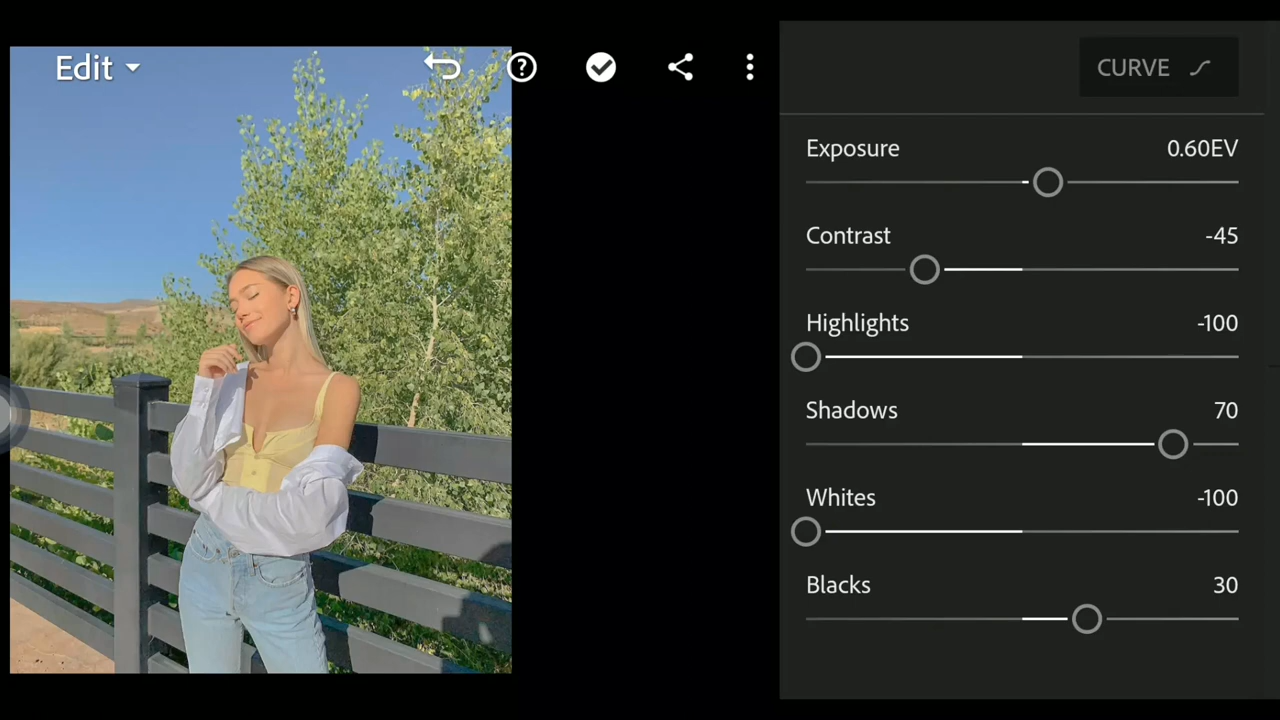 Edit
CURVE
Exposure 0.60EV
Contrast -45
Highlights -100
Shadows 70
Whites -100
Blacks 30